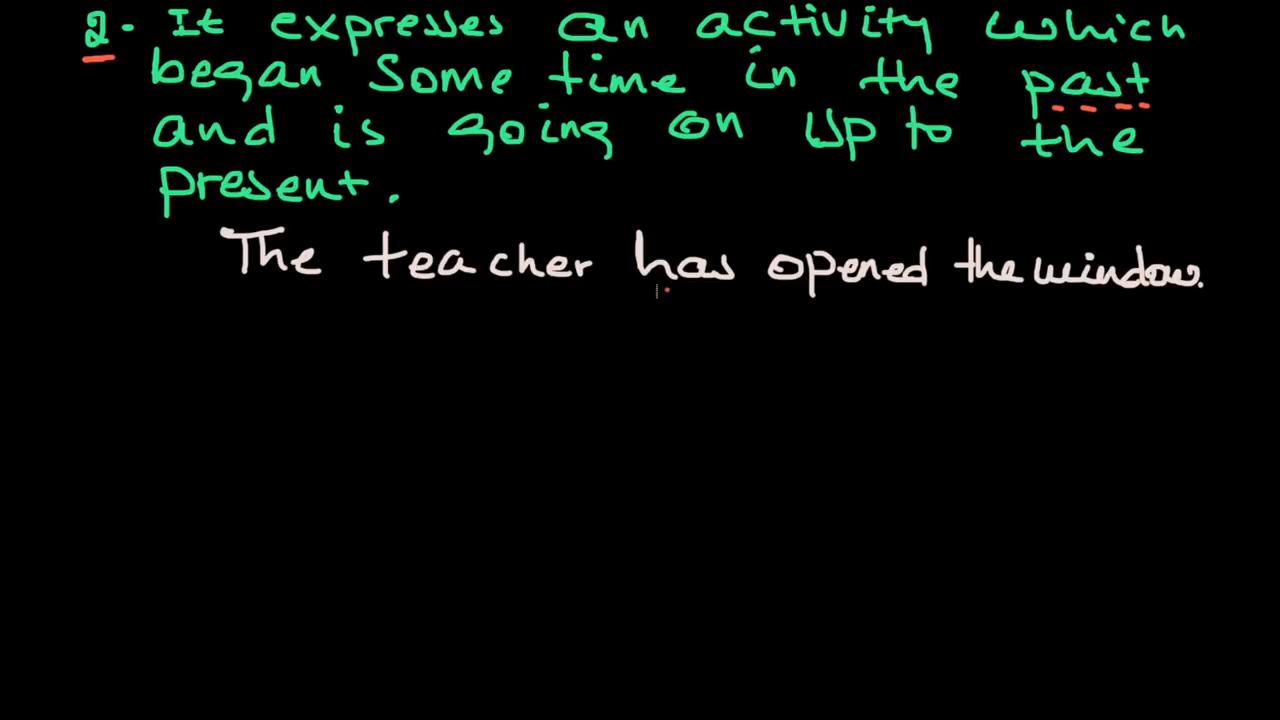 2. It expresses an activity which
began some time in the past
and is going on up to the
present.
The teacher has opened the window.